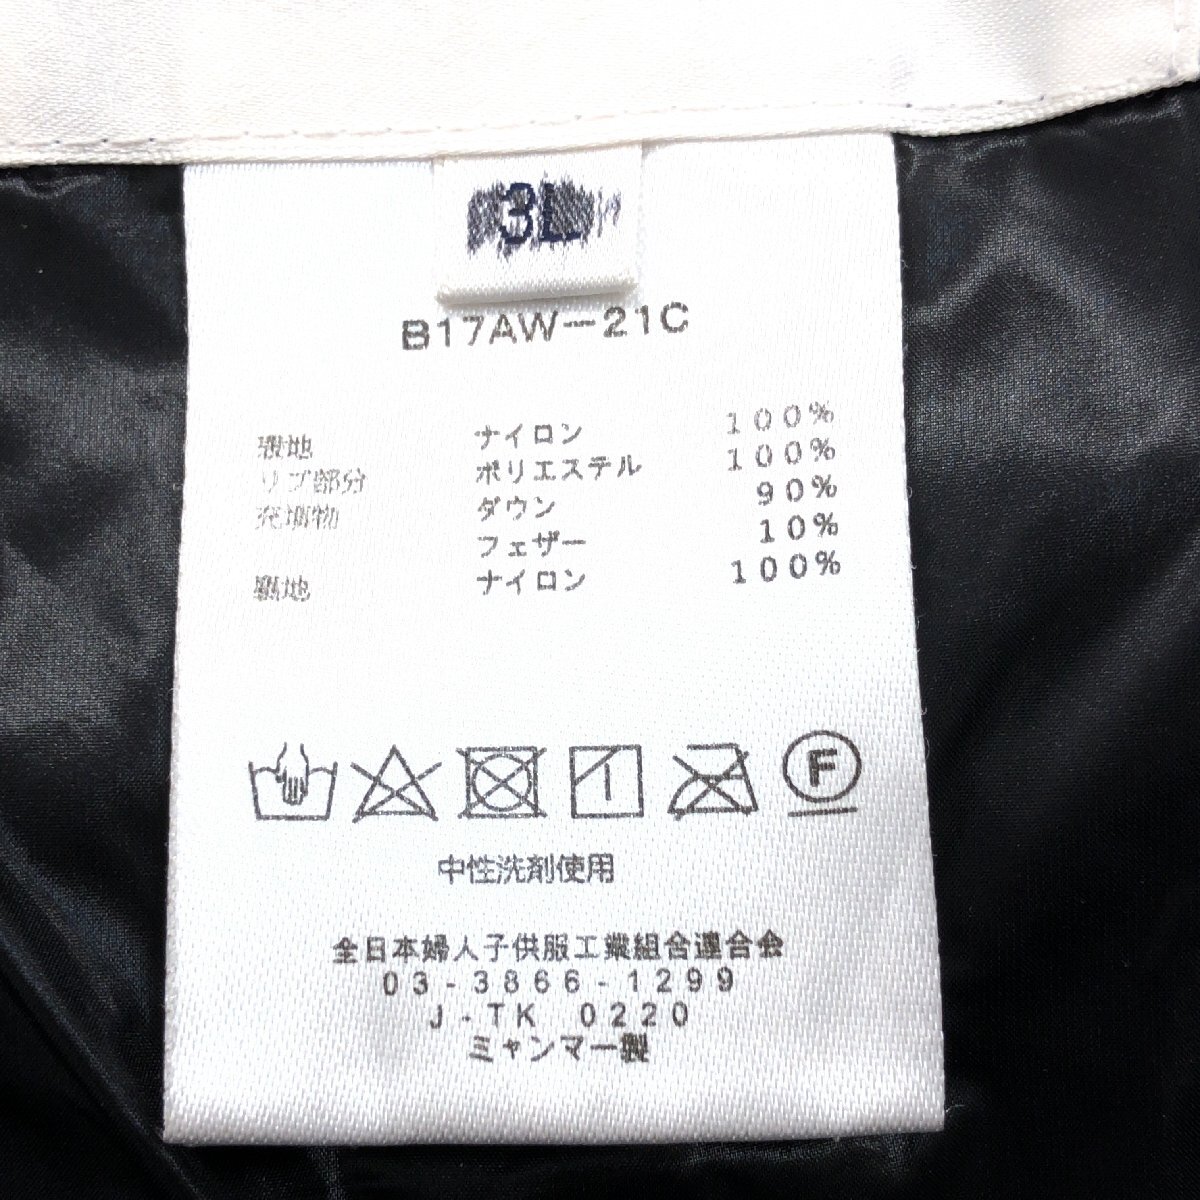 3L
B17AW-21C
表地 ナイロン 100%
リブ部分 ポリエステル 100%
充填物 ダウン 90%
フェザー 10%
裏地 ナイロン 100%
F
中性洗剤使用
全日本婦人子供服工業組合連合会
03-3866-1299
J-TK 0220
ミャンマー製